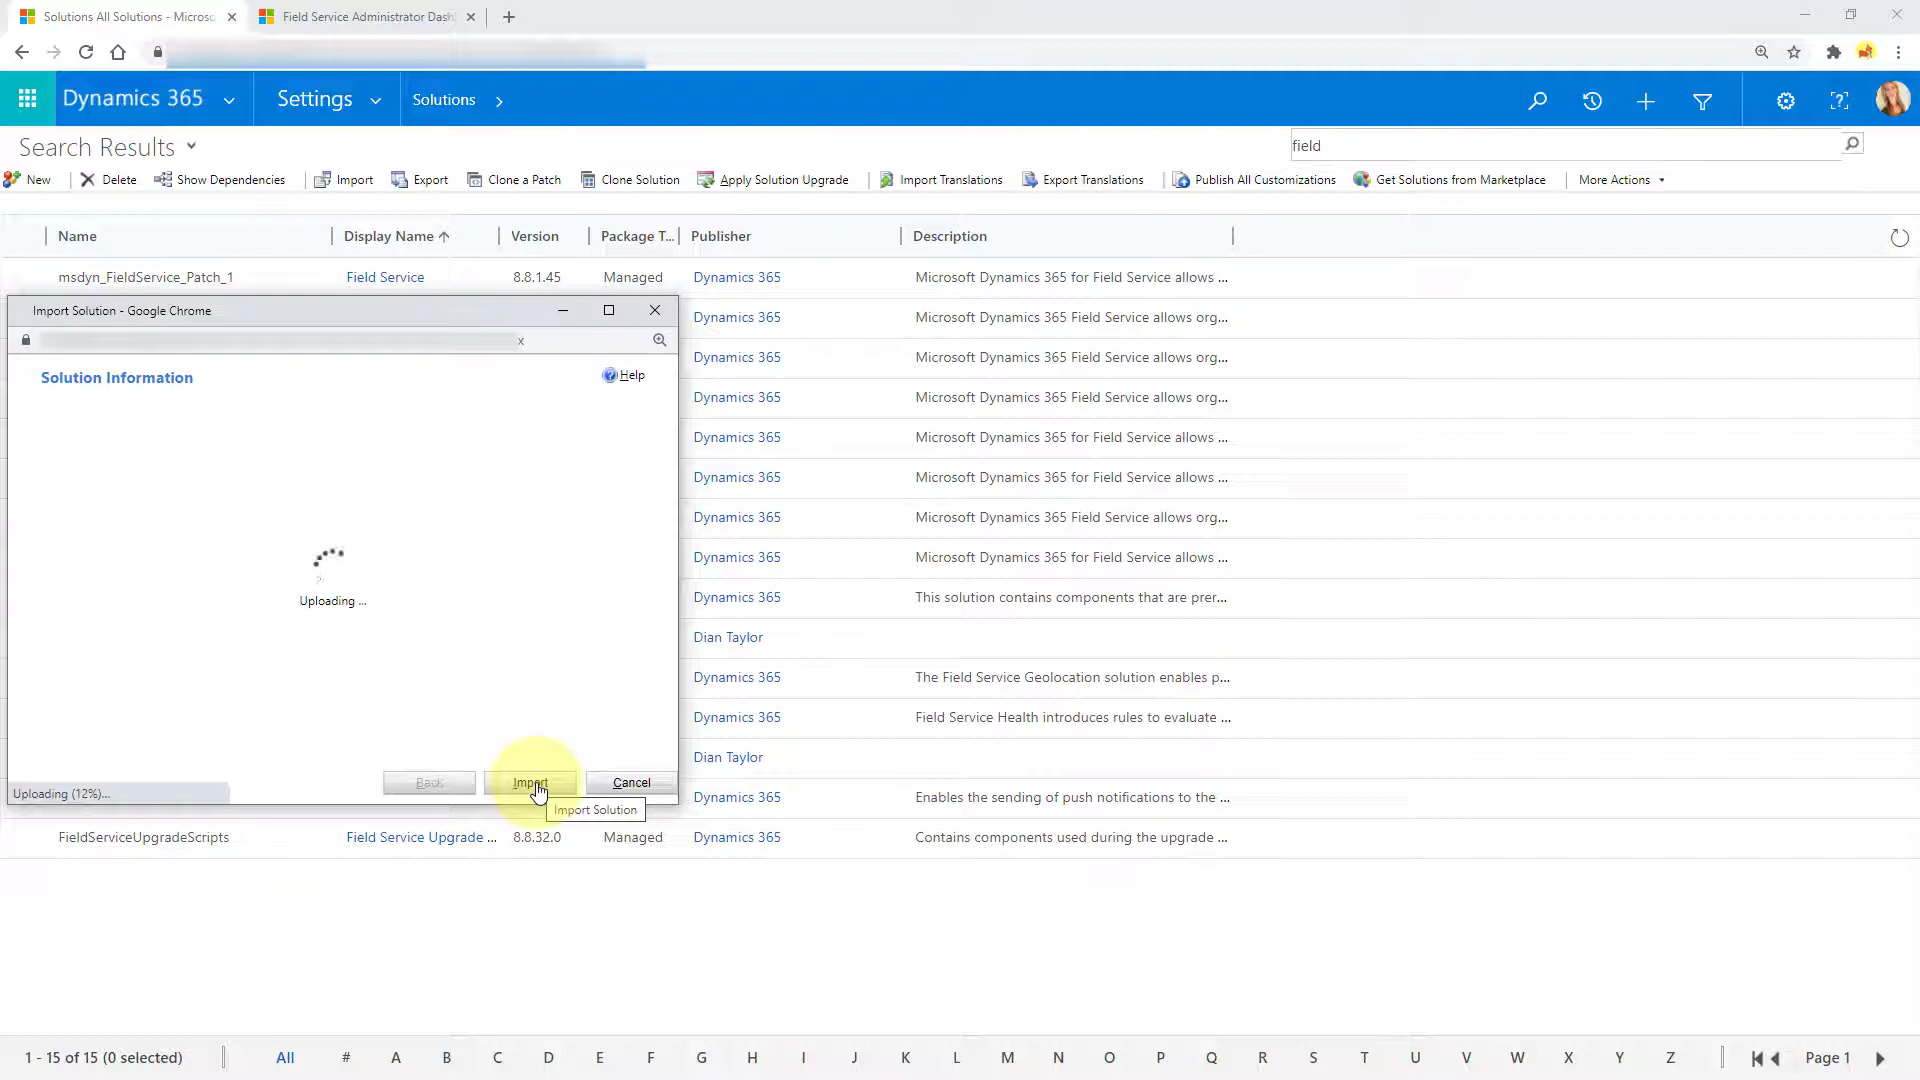 Solutions All Solutions - Microso
Field Service Administrator Dash
Dynamics 365
Settings
Solutions
Search Results
field
New
Delete
Show Dependencies
Import
Export
Clone a Patch
Clone Solution
Apply Solution Upgrade
Import Translations
Export Translations
Publish All Customizations
Get Solutions from Marketplace
More Actions
Name
Display Name
Version
Package T...
Publisher
Description
msdyn_FieldService_Patch_1 Field Service 8.8.1.45 Managed Dynamics 365 Microsoft Dynamics 365 for Field Service allows ...
Import Solution - Google Chrome
Dynamics 365 Microsoft Dynamics 365 Field Service allows org...
x
Dynamics 365 Microsoft Dynamics 365 Field Service allows org...
Solution Information
Help
Dynamics 365 Microsoft Dynamics 365 Field Service allows org...
Dynamics 365 Microsoft Dynamics 365 for Field Service allows ...
Dynamics 365 Microsoft Dynamics 365 for Field Service allows ...
Dynamics 365 Microsoft Dynamics 365 Field Service allows org...
Dynamics 365 Microsoft Dynamics 365 for Field Service allows ...
Uploading ...
Dynamics 365 This solution contains components that are prer...
Dian Taylor
Dynamics 365 The Field Service Geolocation solution enables p...
Dynamics 365 Field Service Health introduces rules to evaluate ...
Dian Taylor
Back
Import
Cancel
Uploading (12%)...
Import Solution
Dynamics 365 Enables the sending of push notifications to the ...
FieldServiceUpgradeScripts Field Service Upgrade ... 8.8.32.0 Managed Dynamics 365 Contains components used during the upgrade ...
1 - 15 of 15 (0 selected)
All # A B C D E F G H I J K L M N O P Q R S T U V W X Y Z
Page 1